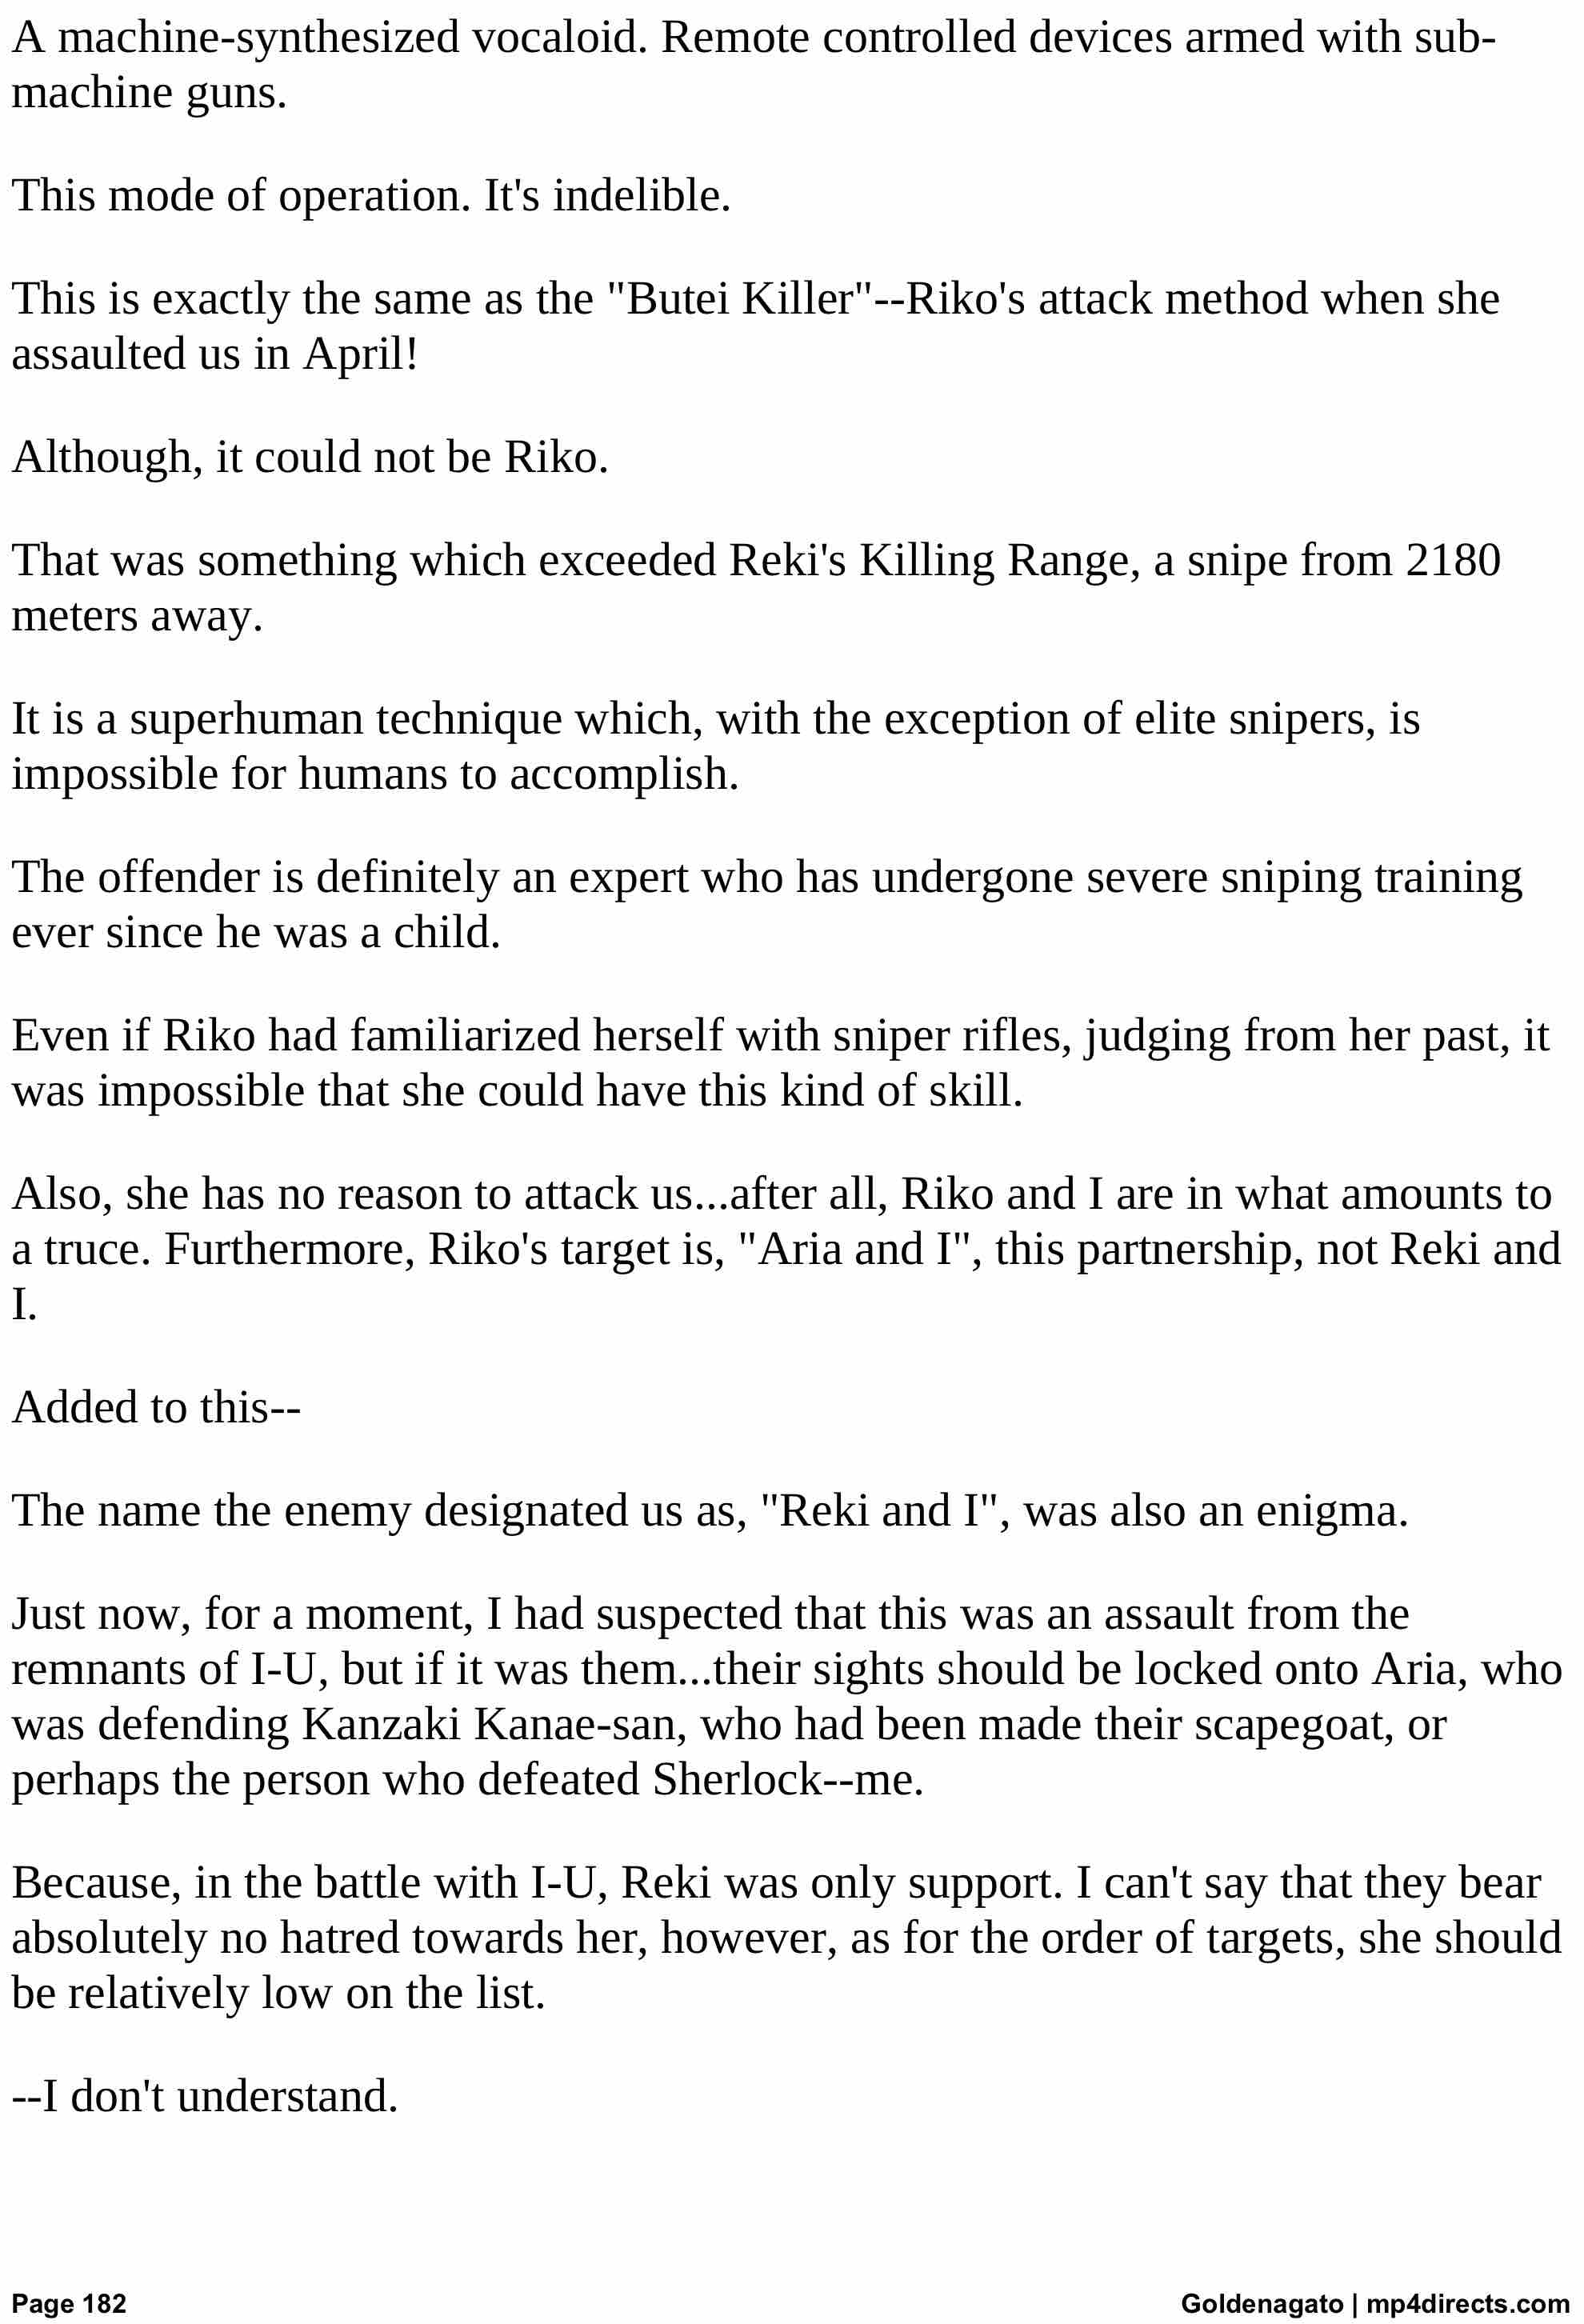 A machine-synthesized vocaloid. Remote controlled devices armed with sub-
machine guns.
This mode of operation. It's indelible.
This is exactly the same as the "Butei Killer"--Riko's attack method when she
assaulted us in April!
Although, it could not be Riko.
That was something which exceeded Reki's Killing Range, a snipe from 2180
meters away.
It is a superhuman technique which, with the exception of elite snipers, is
impossible for humans to accomplish.
The offender is definitely an expert who has undergone severe sniping training
ever since he was a child.
Even if Riko had familiarized herself with sniper rifles, judging from her past, it
was impossible that she could have this kind of skill.
Also, she has no reason to attack us...after all, Riko and I are in what amounts to
a truce. Furthermore, Riko's target is, "Aria and I", this partnership, not Reki and
I.
Added to this--
The name the enemy designated us as, "Reki and I", was also an enigma.
Just now, for a moment, I had suspected that this was an assault from the
remnants of I-U, but if it was them...their sights should be locked onto Aria, who
was defending Kanzaki Kanae-san, who had been made their scapegoat, or
perhaps the person who defeated Sherlock--me.
Because, in the battle with I-U, Reki was only support. I can't say that they bear
absolutely no hatred towards her, however, as for the order of targets, she should
be relatively low on the list.
--I don't understand.
Page 182
Goldenagato | mp4directs.com